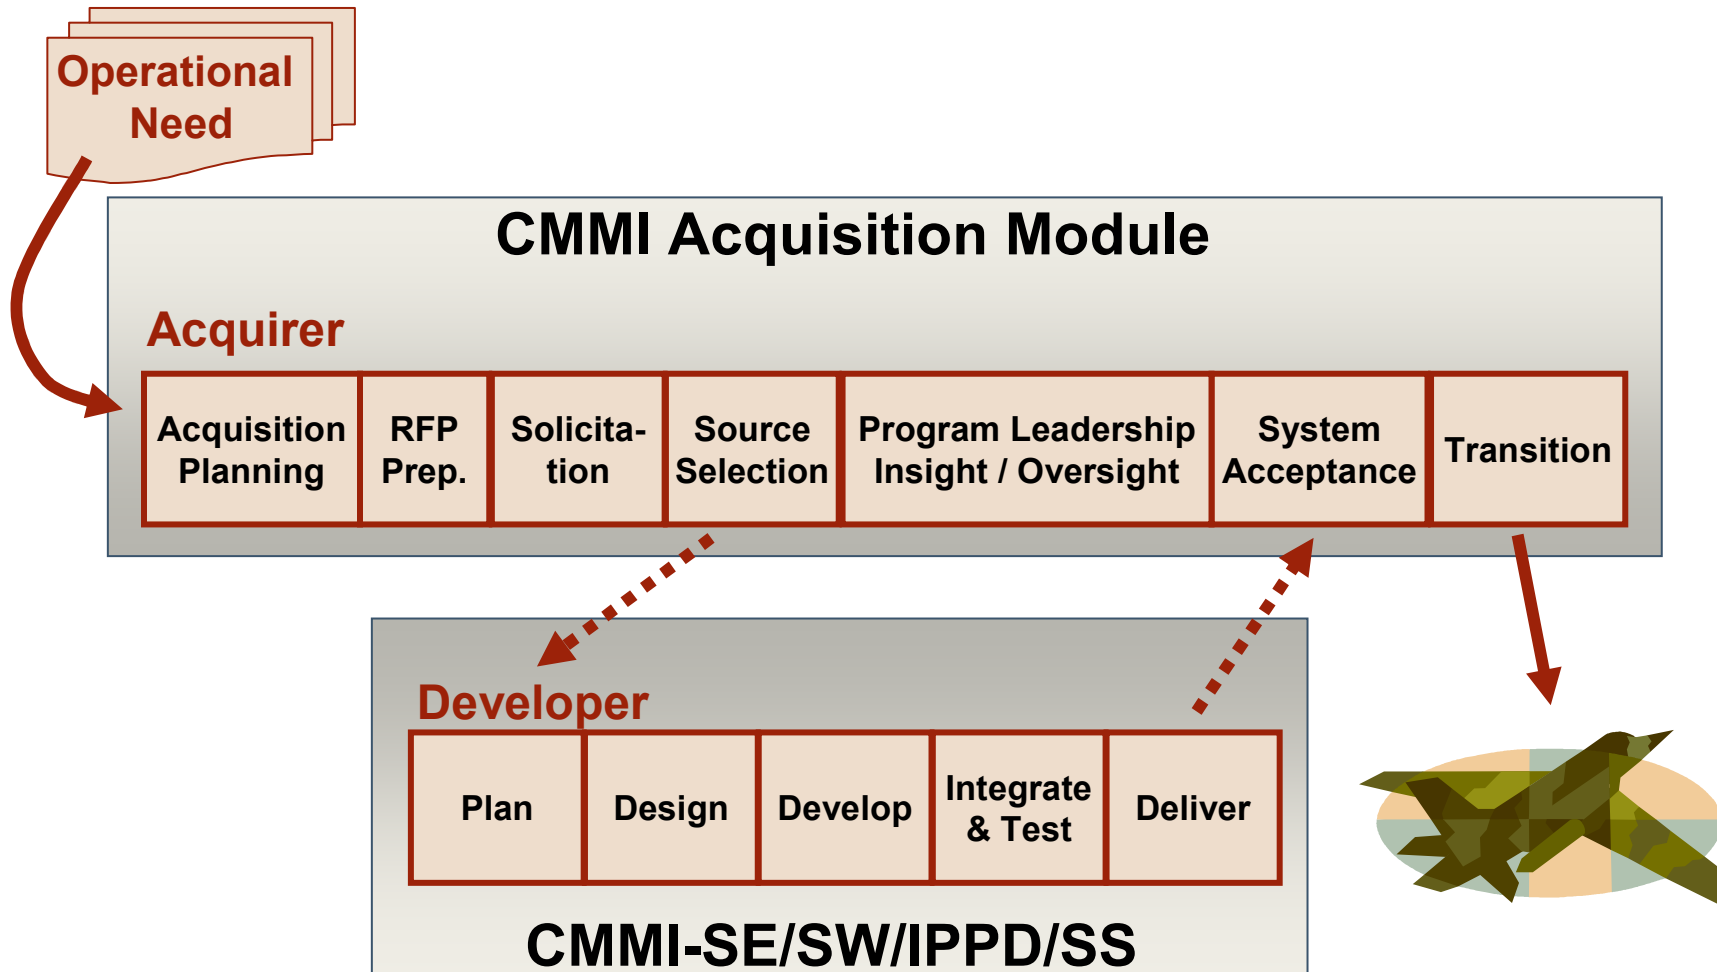 Operational
Need
CMMI Acquisition Module
Acquirer
Acquisition
Planning
RFP
Prep.
Solicita-
tion
Source
Selection
Program Leadership
Insight / Oversight
System
Acceptance
Transition
Developer
Plan
Design
Develop
Integrate
& Test
Deliver
CMMI-SE/SW/IPPD/SS